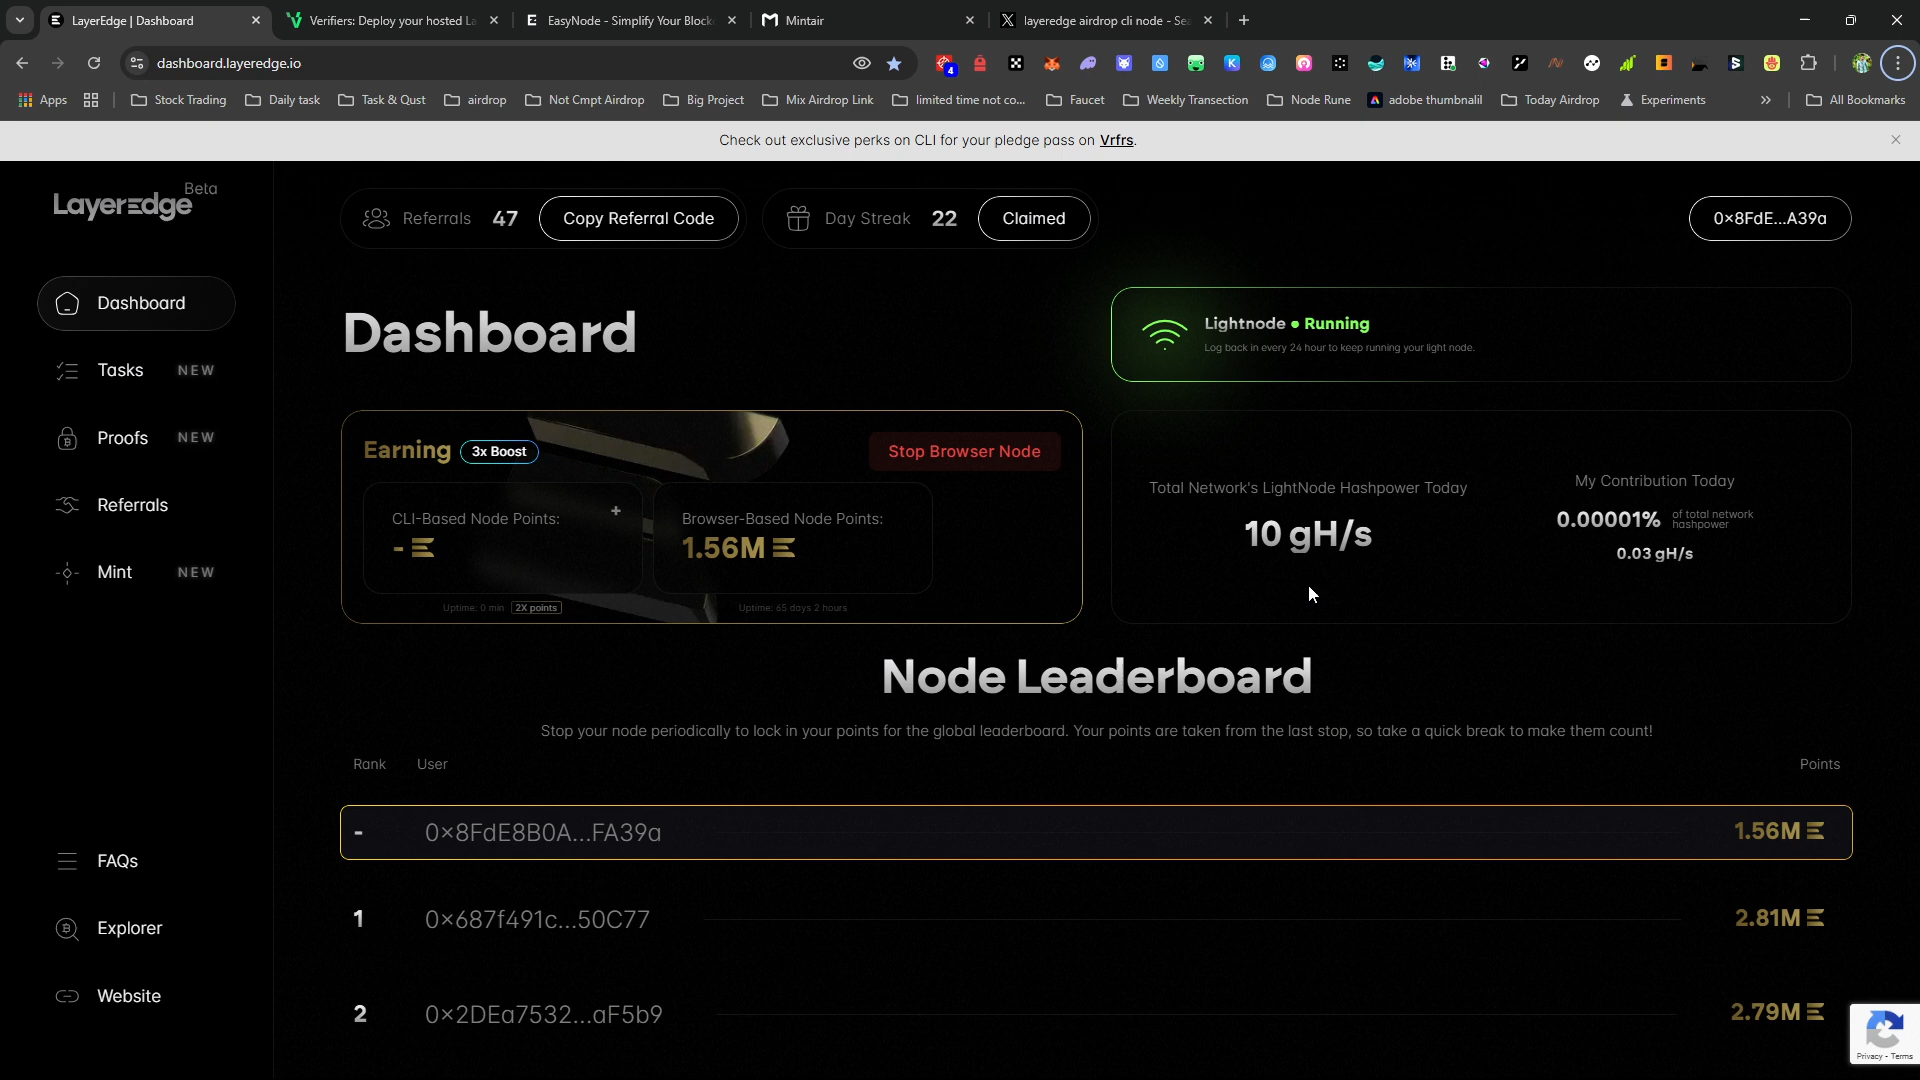 LayerEdge | Dashboard
Verifiers: Deploy your hosted La
EasyNode - Simplify Your Block
Mintair
layeredge airdrop cli node - Sea
dashboard.layeredge.io
4
Apps
Stock Trading
Daily task
Task & Qust
airdrop
Not Cmpt Airdrop
Big Project
Mix Airdrop Link
limited time not co...
Faucet
Weekly Transection
Node Rune
adobe thumbnalil
Today Airdrop
Experiments
All Bookmarks
Check out exclusive perks on CLI for your pledge pass on Vrfrs.
LayerEdge Beta
Referrals 47 Copy Referral Code
Day Streak 22 Claimed
0x8FdE...A39a
Dashboard
Tasks NEW
Proofs NEW
Referrals
Mint NEW
FAQs
Explorer
Website
Dashboard
Lightnode • Running
Log back in every 24 hour to keep running your light node.
Earning 3x Boost
Stop Browser Node
CLI-Based Node Points: +
-
Uptime: 0 min 2X points
Browser-Based Node Points:
1.56M
Uptime: 65 days 2 hours
Total Network's LightNode Hashpower Today
10 gH/s
My Contribution Today
0.00001% of total network hashpower
0.03 gH/s
Node Leaderboard
Stop your node periodically to lock in your points for the global leaderboard. Your points are taken from the last stop, so take a quick break to make them count!
Rank User Points
- 0x8FdE8B0A...FA39a 1.56M
1 0x687f491c...50C77 2.81M
2 0x2DEa7532...aF5b9 2.79M
Privacy - Terms